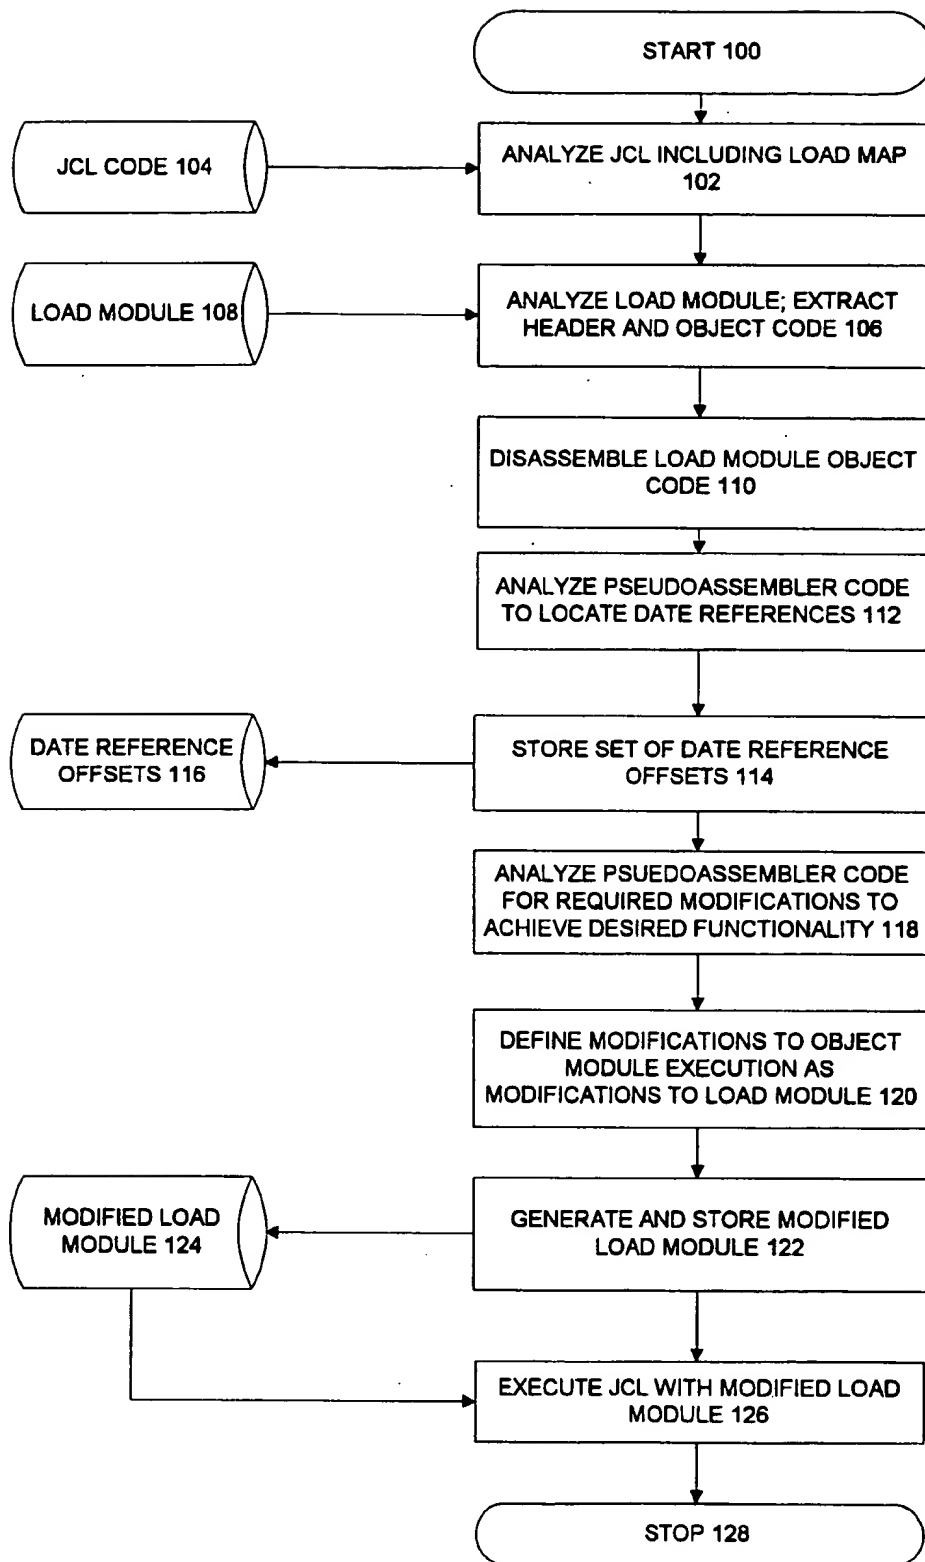 START 100
JCL CODE 104
ANALYZE JCL INCLUDING LOAD MAP
102
LOAD MODULE 108
ANALYZE LOAD MODULE; EXTRACT
HEADER AND OBJECT CODE 106
DISASSEMBLE LOAD MODULE OBJECT
CODE 110
ANALYZE PSEUDOASSEMBLER CODE
TO LOCATE DATE REFERENCES 112
DATE REFERENCE
OFFSETS 116
STORE SET OF DATE REFERENCE
OFFSETS 114
ANALYZE PSUEDOASSEMBLER CODE
FOR REQUIRED MODIFICATIONS TO
ACHIEVE DESIRED FUNCTIONALITY 118
DEFINE MODIFICATIONS TO OBJECT
MODULE EXECUTION AS
MODIFICATIONS TO LOAD MODULE 120
MODIFIED LOAD
MODULE 124
GENERATE AND STORE MODIFIED
LOAD MODULE 122
EXECUTE JCL WITH MODIFIED LOAD
MODULE 126
STOP 128